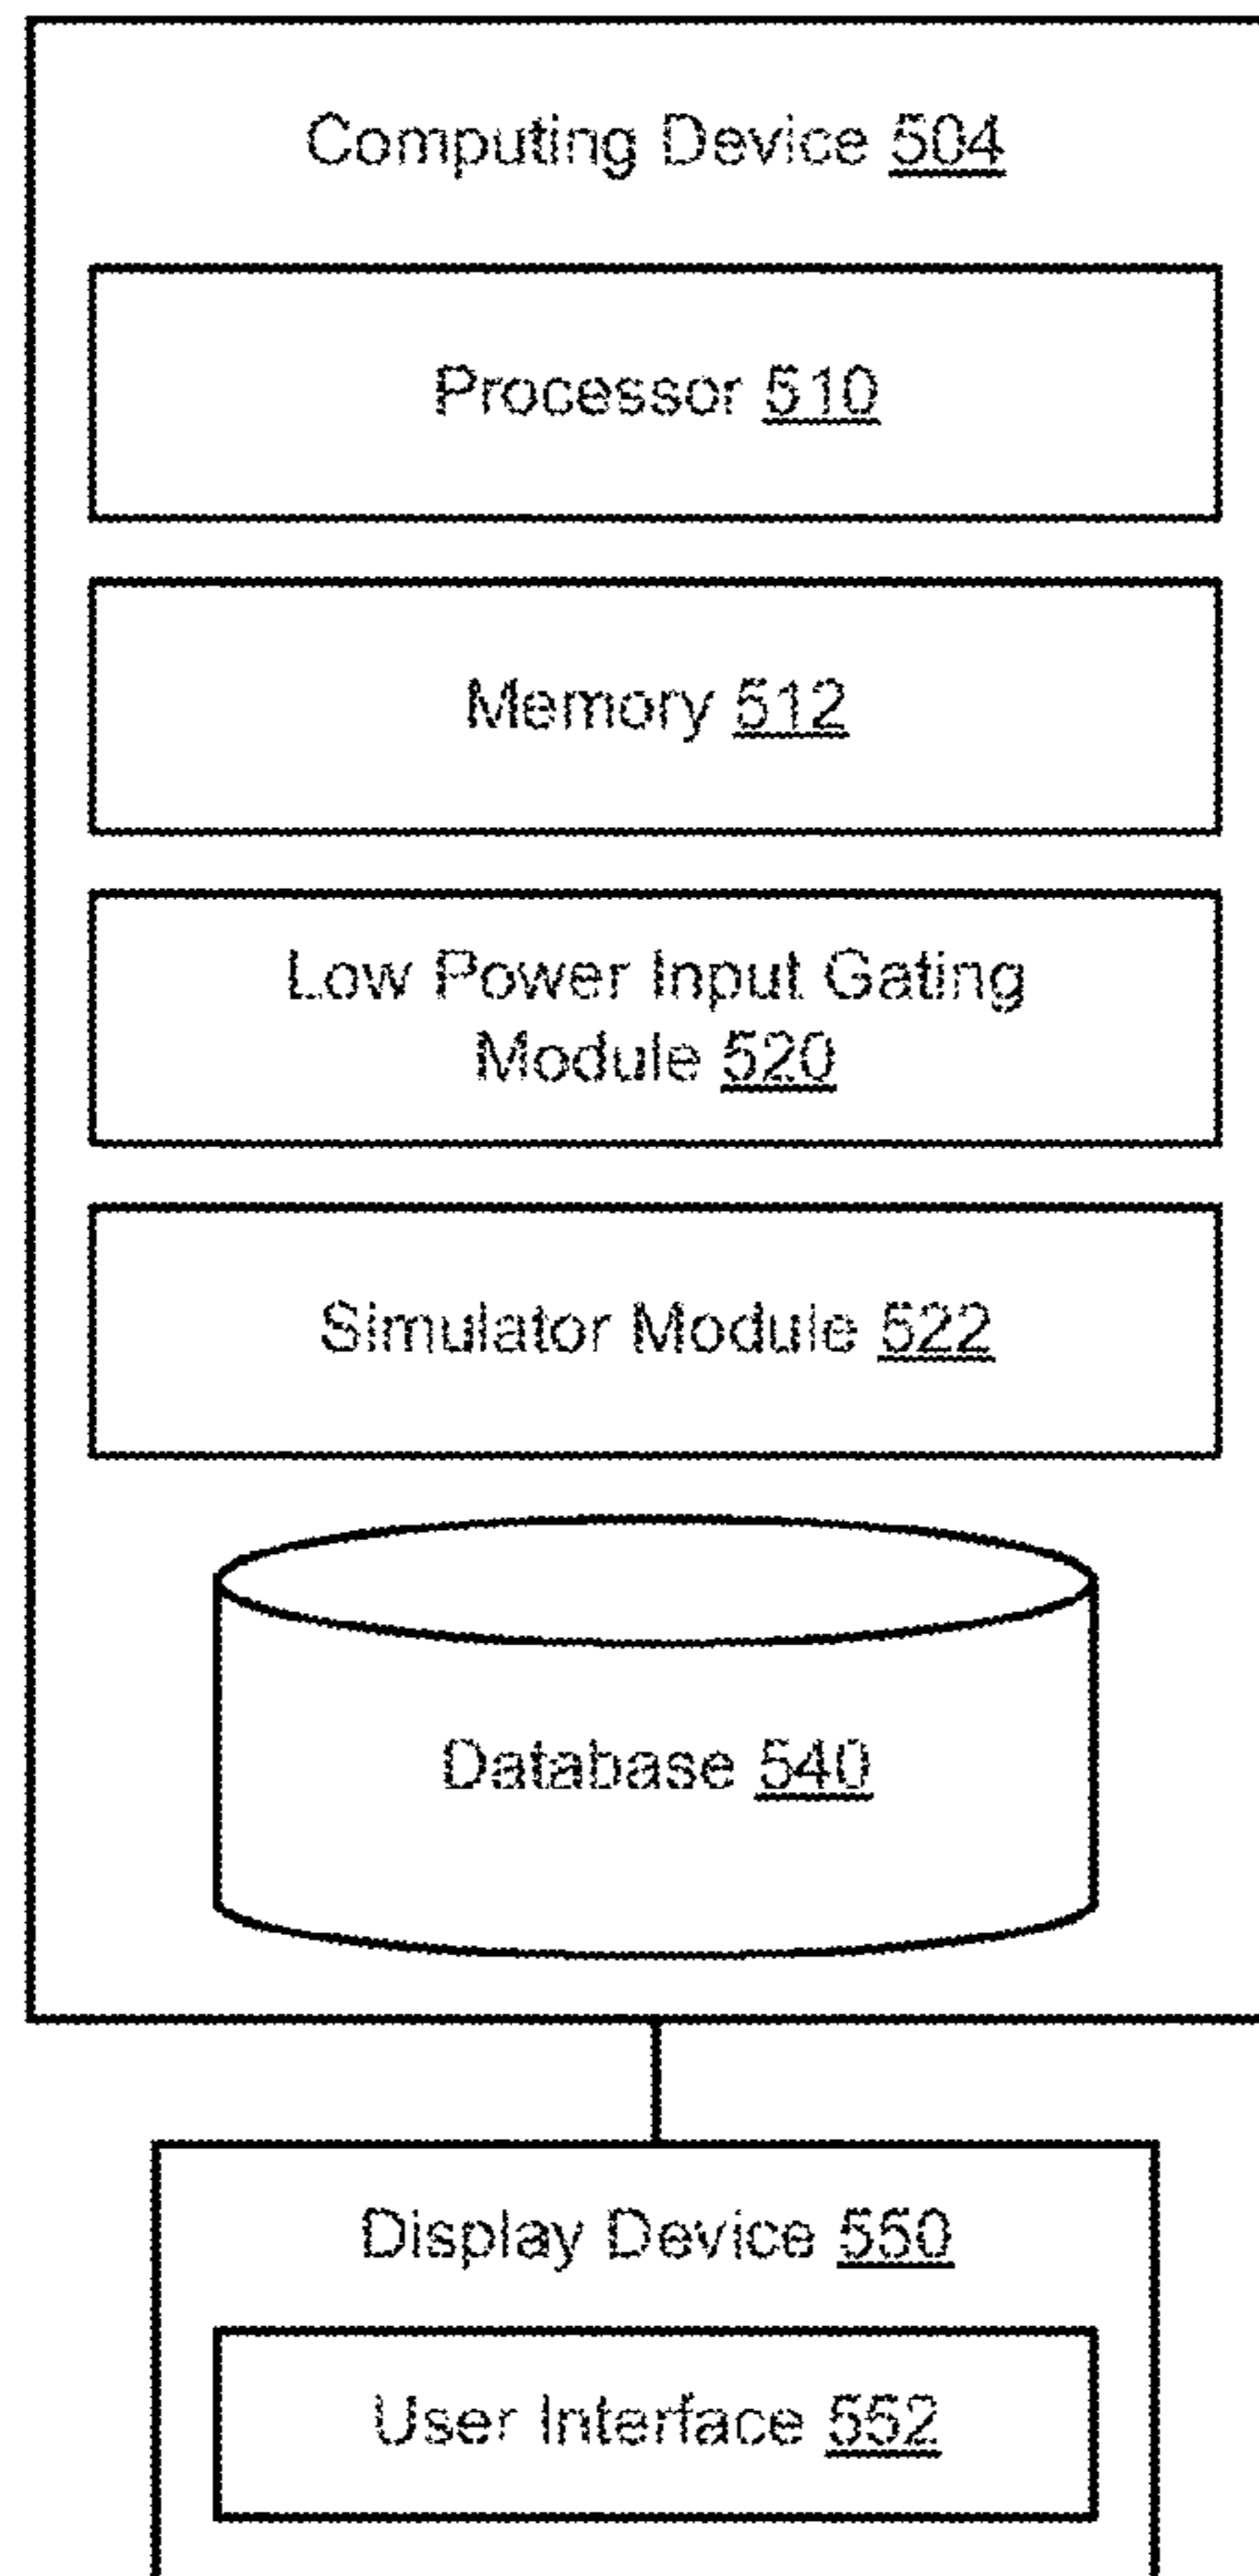 Computing Device 504
Processor 510
Memory 512
Low Power Input Gating
Module 520
Simulator Module 522
Database 540
Display Device 550
User Interface 552